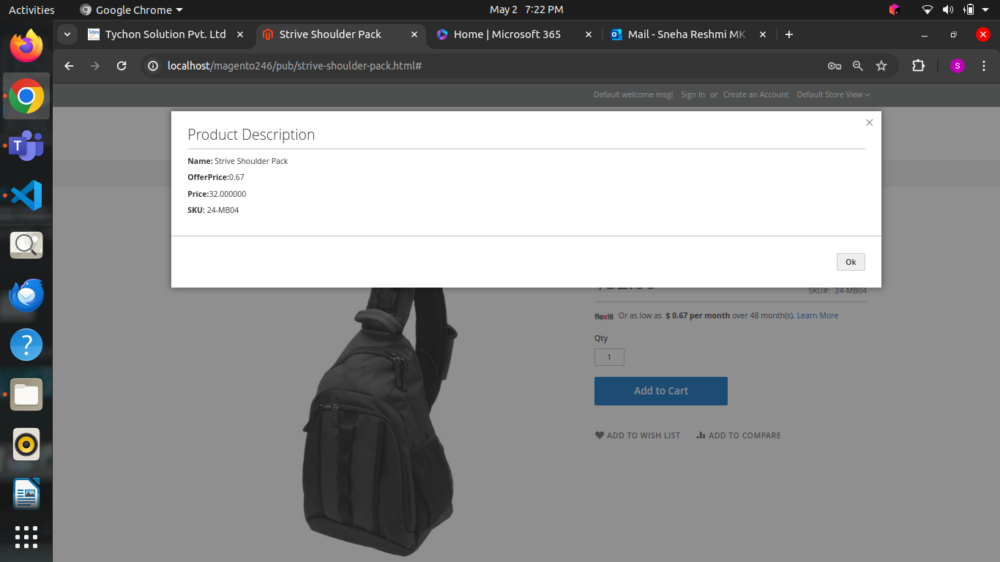 Activities
Google Chrome
May 2 7:22 PM
Tychon Solution Pvt. Ltd
Strive Shoulder Pack
Home | Microsoft 365
Mail - Sneha Reshmi MK
localhost/magento246/pub/strive-shoulder-pack.html#
S
Default welcome msg!
Sign In or Create an Account
Default Store View
Product Description
Name: Strive Shoulder Pack
OfferPrice:0.67
Price:32.000000
SKU: 24-MB04
Ok
SKU#: 24-MB04
flexiti Or as low as $ 0.67 per month over 48 month(s). Learn More
Qty
1
Add to Cart
ADD TO WISH LIST
ADD TO COMPARE